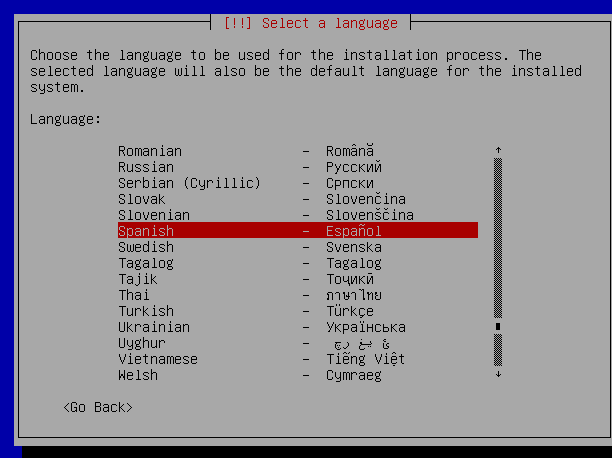 [!!] Select a language
Choose the language to be used for the installation process. The
selected language will also be the default language for the installed
system.
Language:
Romanian - Română
Russian - Русский
Serbian (Cyrillic) - Српски
Slovak - Slovenčina
Slovenian - Slovenščina
Spanish - Español
Swedish - Svenska
Tagalog - Tagalog
Tajik - Тоҷикӣ
Thai - ภาษาไทย
Turkish - Türkçe
Ukrainian - Українська
Uyghur -
Vietnamese - Tiếng Việt
Welsh - Cymraeg
<Go Back>